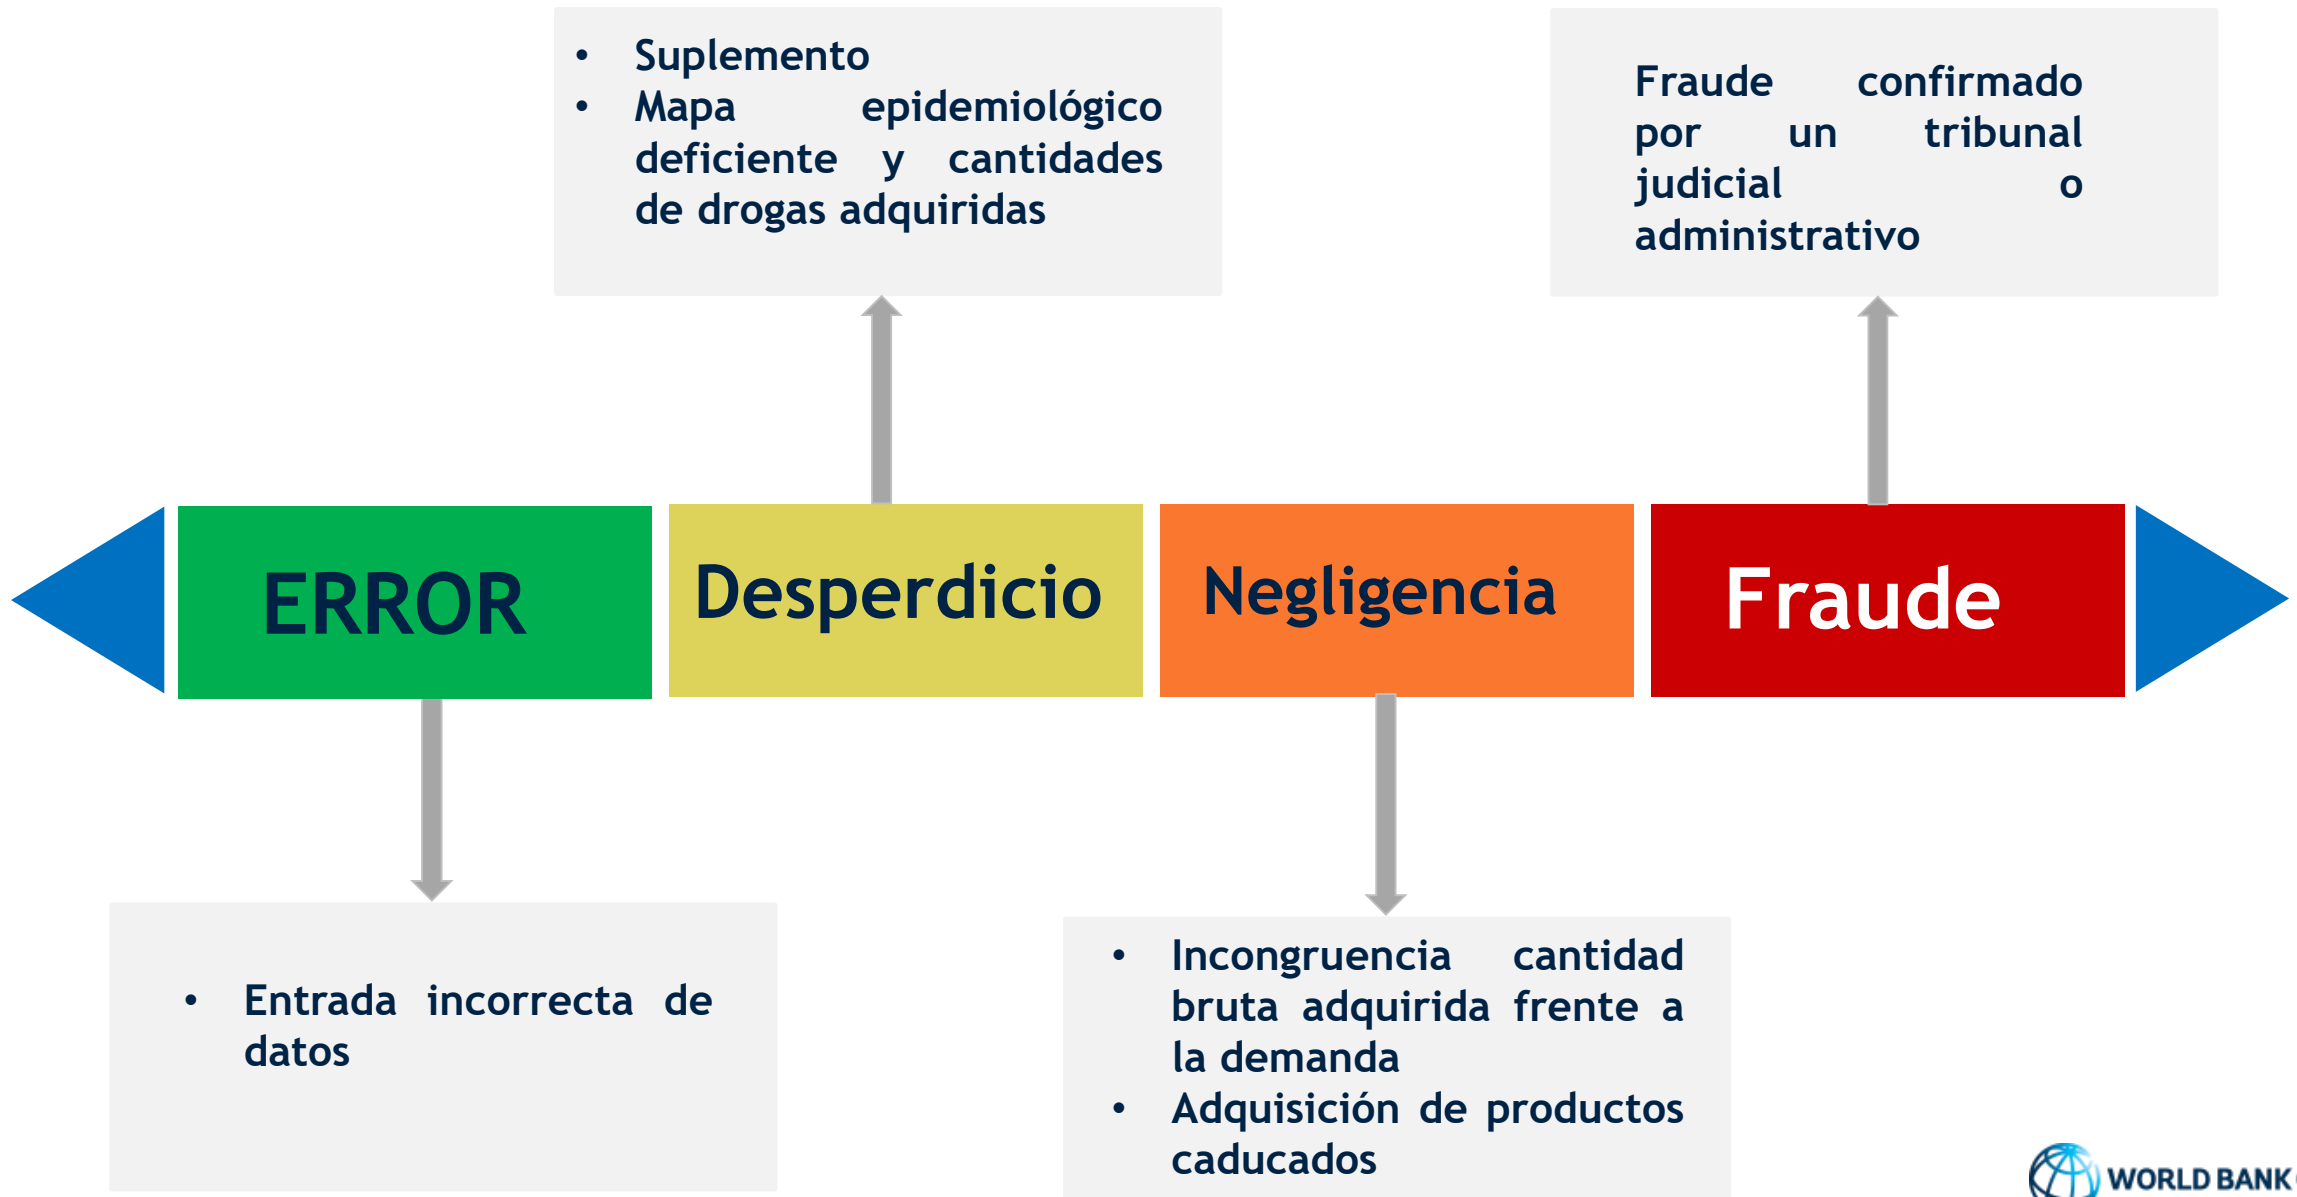 • Suplemento
• Mapa epidemiológico
deficiente y cantidades
de drogas adquiridas
Fraude confirmado
por un tribunal
judicial o
administrativo
ERROR
Desperdicio
Negligencia
Fraude
• Entrada incorrecta de
datos
• Incongruencia cantidad
bruta adquirida frente a
la demanda
• Adquisición de productos
caducados
WORLD BANK